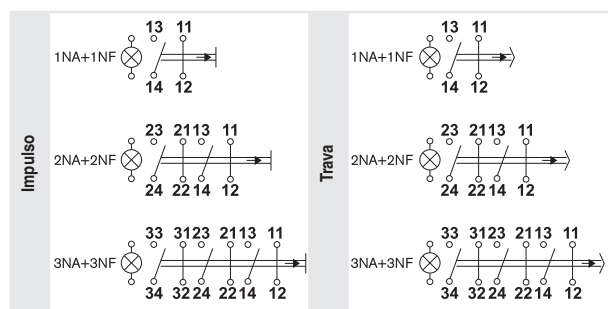 Impulso
13 11
1NA+1NF
14 12
23 21 13 11
2NA+2NF
24 22 14 12
33 31 23 21 13 11
3NA+3NF
34 32 24 22 14 12
Trava
13 11
1NA+1NF
14 12
23 21 13 11
2NA+2NF
24 22 14 12
33 31 23 21 13 11
3NA+3NF
34 32 24 22 14 12